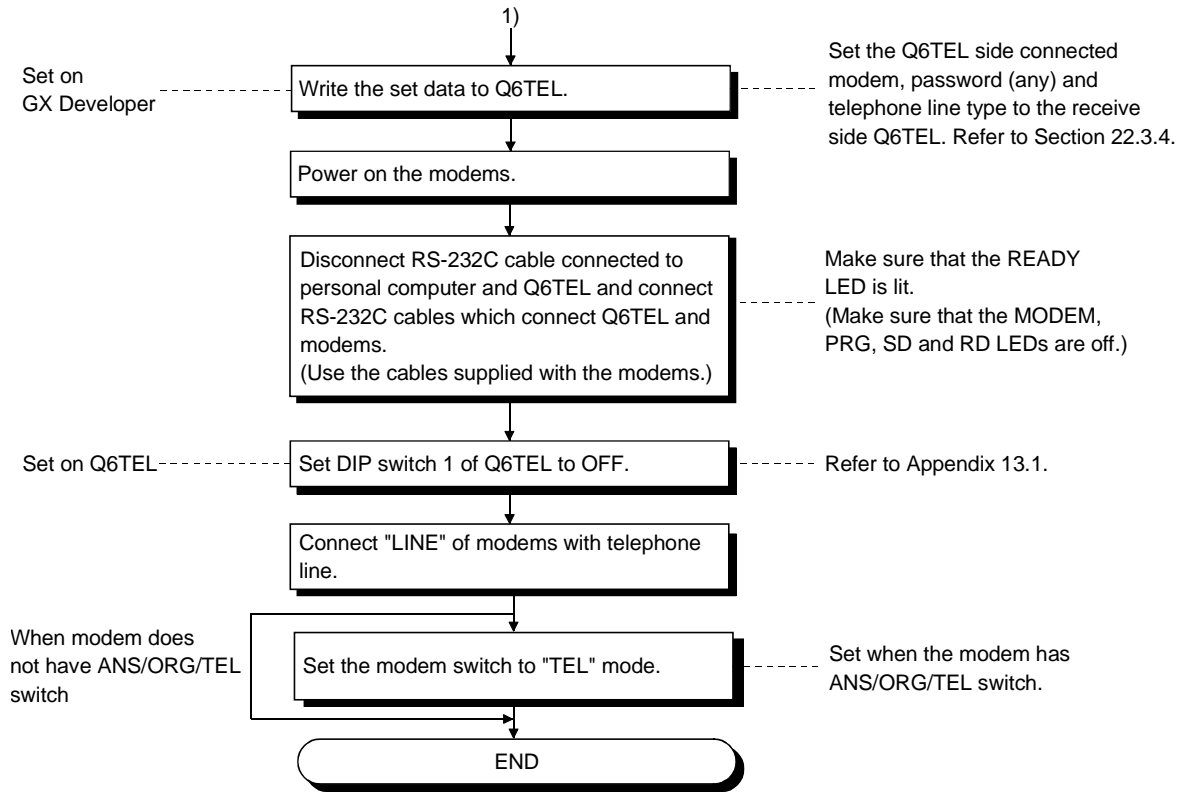 1)
Set on
GX Developer
Write the set data to Q6TEL.
Set the Q6TEL side connected
modem, password (any) and
telephone line type to the receive
side Q6TEL. Refer to Section 22.3.4.
Power on the modems.
Disconnect RS-232C cable connected to
personal computer and Q6TEL and connect
RS-232C cables which connect Q6TEL and
modems.
(Use the cables supplied with the modems.)
Make sure that the READY
LED is lit.
(Make sure that the MODEM,
PRG, SD and RD LEDs are off.)
Set on Q6TEL
Set DIP switch 1 of Q6TEL to OFF.
Refer to Appendix 13.1.
Connect "LINE" of modems with telephone
line.
When modem does
not have ANS/ORG/TEL
switch
Set the modem switch to "TEL" mode.
Set when the modem has
ANS/ORG/TEL switch.
END